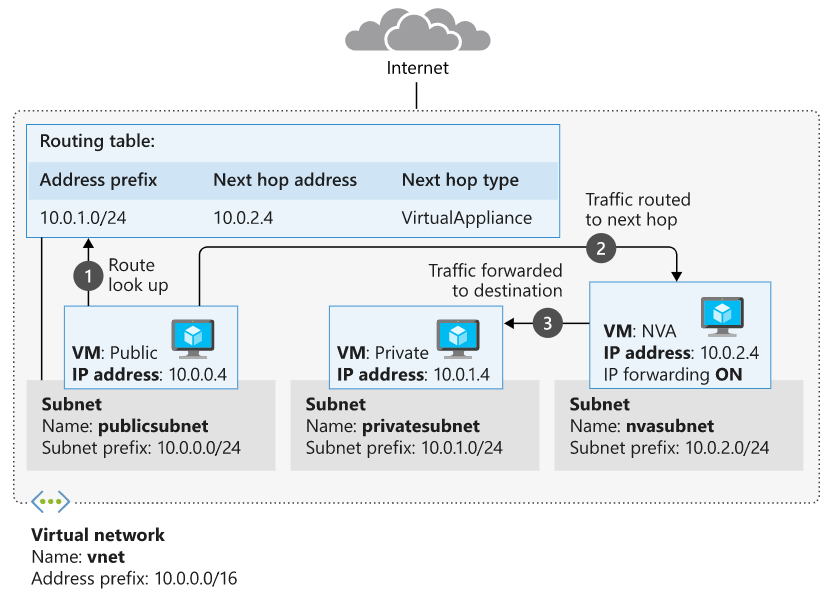 Internet
Routing table:
Address prefix Next hop address Next hop type
10.0.1.0/24 10.0.2.4 VirtualAppliance
1 Route
look up
Traffic routed
to next hop
2
Traffic forwarded
to destination
3
VM: Public
IP address: 10.0.0.4
VM: Private
IP address: 10.0.1.4
VM: NVA
IP address: 10.0.2.4
IP forwarding ON
Subnet
Name: publicsubnet
Subnet prefix: 10.0.0.0/24
Subnet
Name: privatesubnet
Subnet prefix: 10.0.1.0/24
Subnet
Name: nvasubnet
Subnet prefix: 10.0.2.0/24
Virtual network
Name: vnet
Address prefix: 10.0.0.0/16